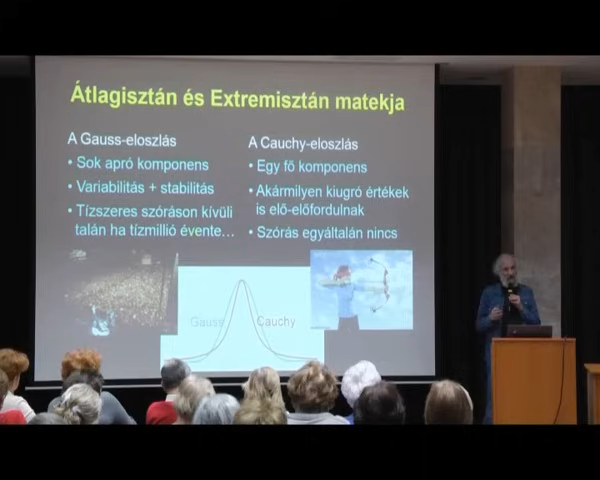 Átlagisztán és Extremisztán matekja
A Gauss-eloszlás
• Sok apró komponens
• Variabilitás + stabilitás
• Tízszeres szóráson kívüli
talán ha tízmillió évente…
A Cauchy-eloszlás
• Egy fő komponens
• Akármilyen kiugró értékek
is elő-előfordulnak
• Szórás egyáltalán nincs
Gauss
Cauchy